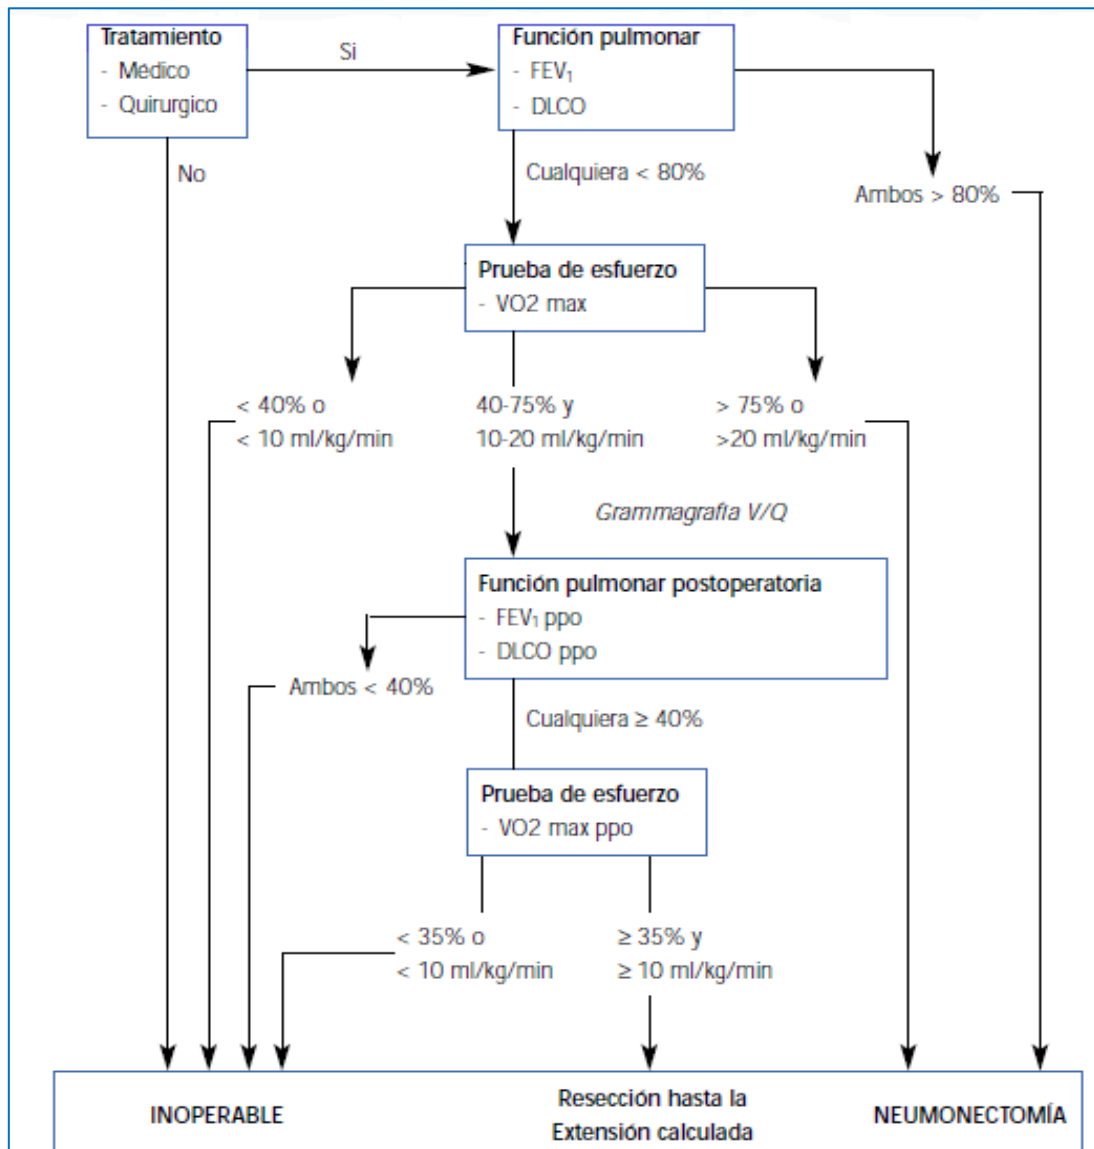 Tratamiento
- Médico
- Quirurgico
Si
Función pulmonar
- FEV₁
- DLCO
No
Cualquiera < 80%
Ambos > 80%
Prueba de esfuerzo
- VO2 max
< 40% o
< 10 ml/kg/min
40-75% y
10-20 ml/kg/min
> 75% o
>20 ml/kg/min
Grammagrafia V/Q
Función pulmonar postoperatoria
- FEV₁ ppo
- DLCO ppo
Ambos < 40%
Cualquiera ≥ 40%
Prueba de esfuerzo
- VO2 max ppo
< 35% o
< 10 ml/kg/min
≥ 35% y
≥ 10 ml/kg/min
INOPERABLE
Resección hasta la
Extensión calculada
NEUMONECTOMÍA